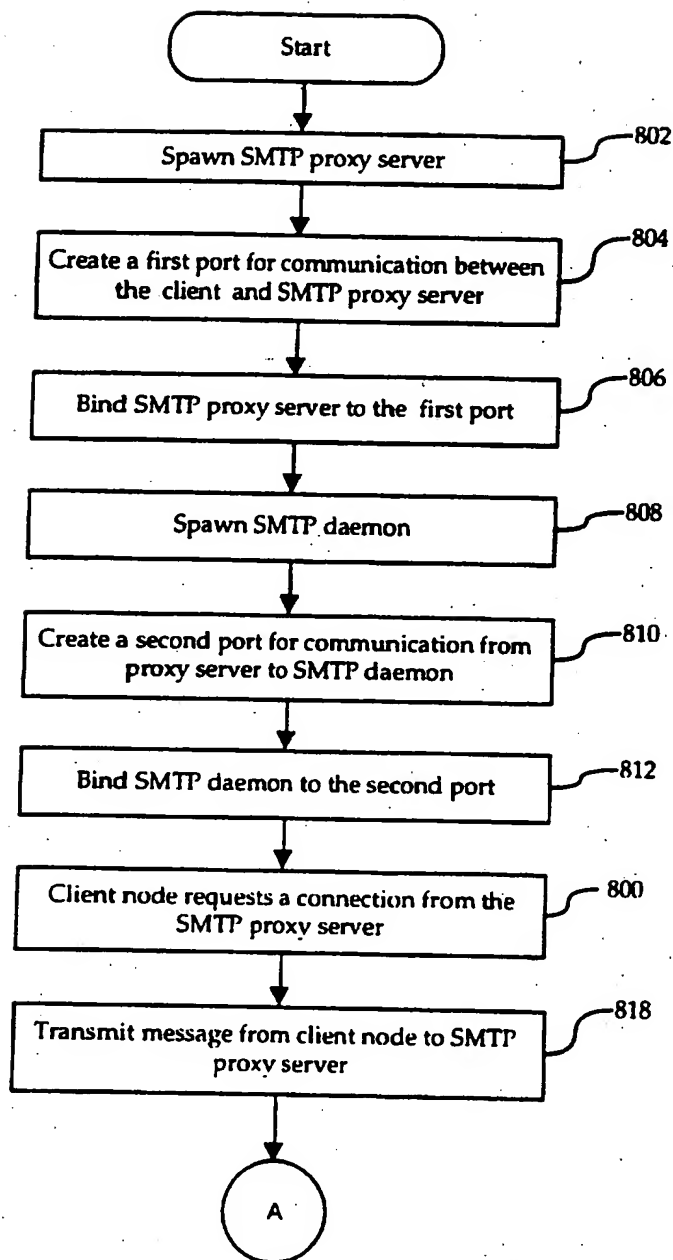 Start
Spawn SMTP proxy server
802
Create a first port for communication between
the client and SMTP proxy server
804
Bind SMTP proxy server to the first port
806
Spawn SMTP daemon
808
Create a second port for communication from
proxy server to SMTP daemon
810
Bind SMTP daemon to the second port
812
Client node requests a connection from the
SMTP proxy server
800
Transmit message from client node to SMTP
proxy server
818
A